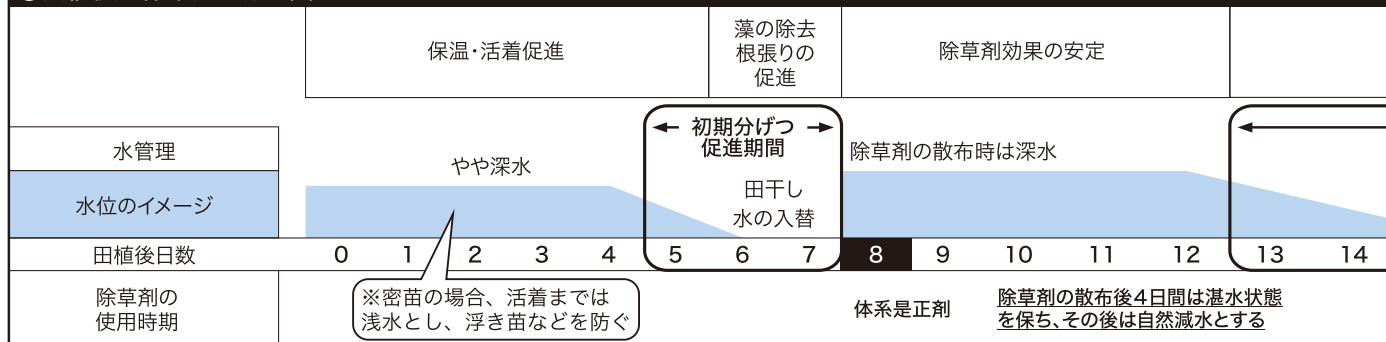 保温・活着促進
藻の除去
根張りの
促進
除草剤効果の安定
水管理
やや深水
初期分げつ
促進期間
田干し
水の入替
除草剤の散布時は深水
水位のイメージ
田植後日数 0 1 2 3 4 5 6 7 8 9 10 11 12 13 14
除草剤の
使用時期
※密苗の場合、活着までは
浅水とし、浮き苗などを防ぐ
体系是正剤
除草剤の散布後4日間は湛水状態
を保ち、その後は自然減水とする